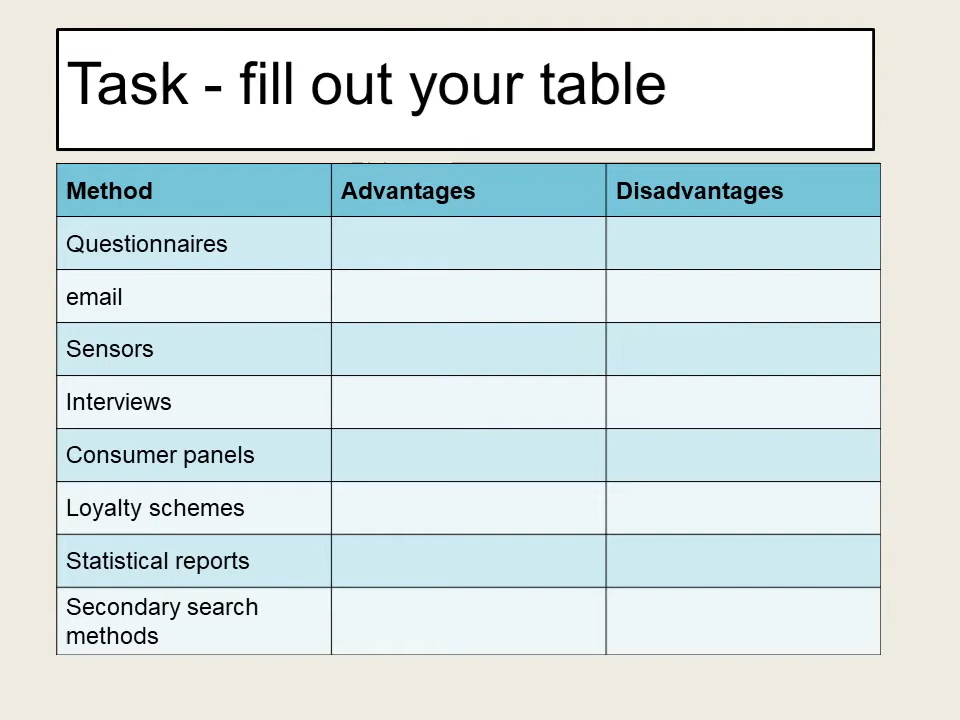 Task - fill out your table
Method Advantages Disadvantages
Questionnaires
email
Sensors
Interviews
Consumer panels
Loyalty schemes
Statistical reports
Secondary search
methods